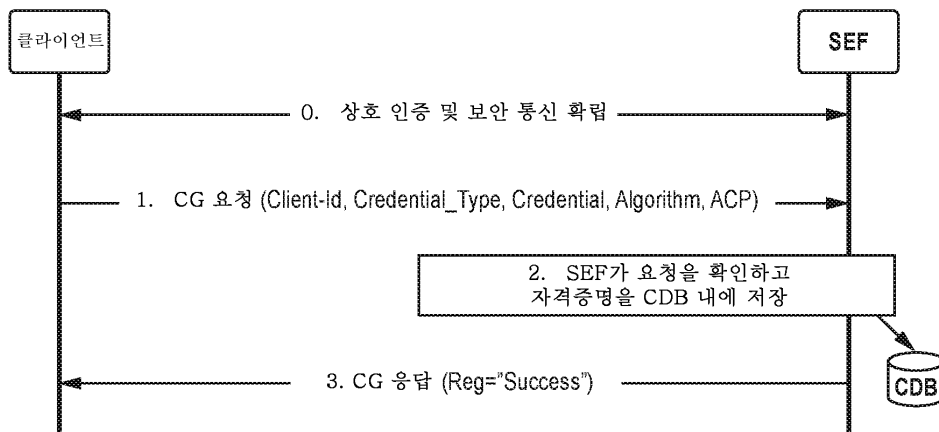 클라이언트
SEF
0. 상호 인증 및 보안 통신 확립
1. CG 요청 (Client-Id, Credential_Type, Credential, Algorithm, ACP)
2. SEF가 요청을 확인하고
자격증명을 CDB 내에 저장
CDB
3. CG 응답 (Reg="Success")